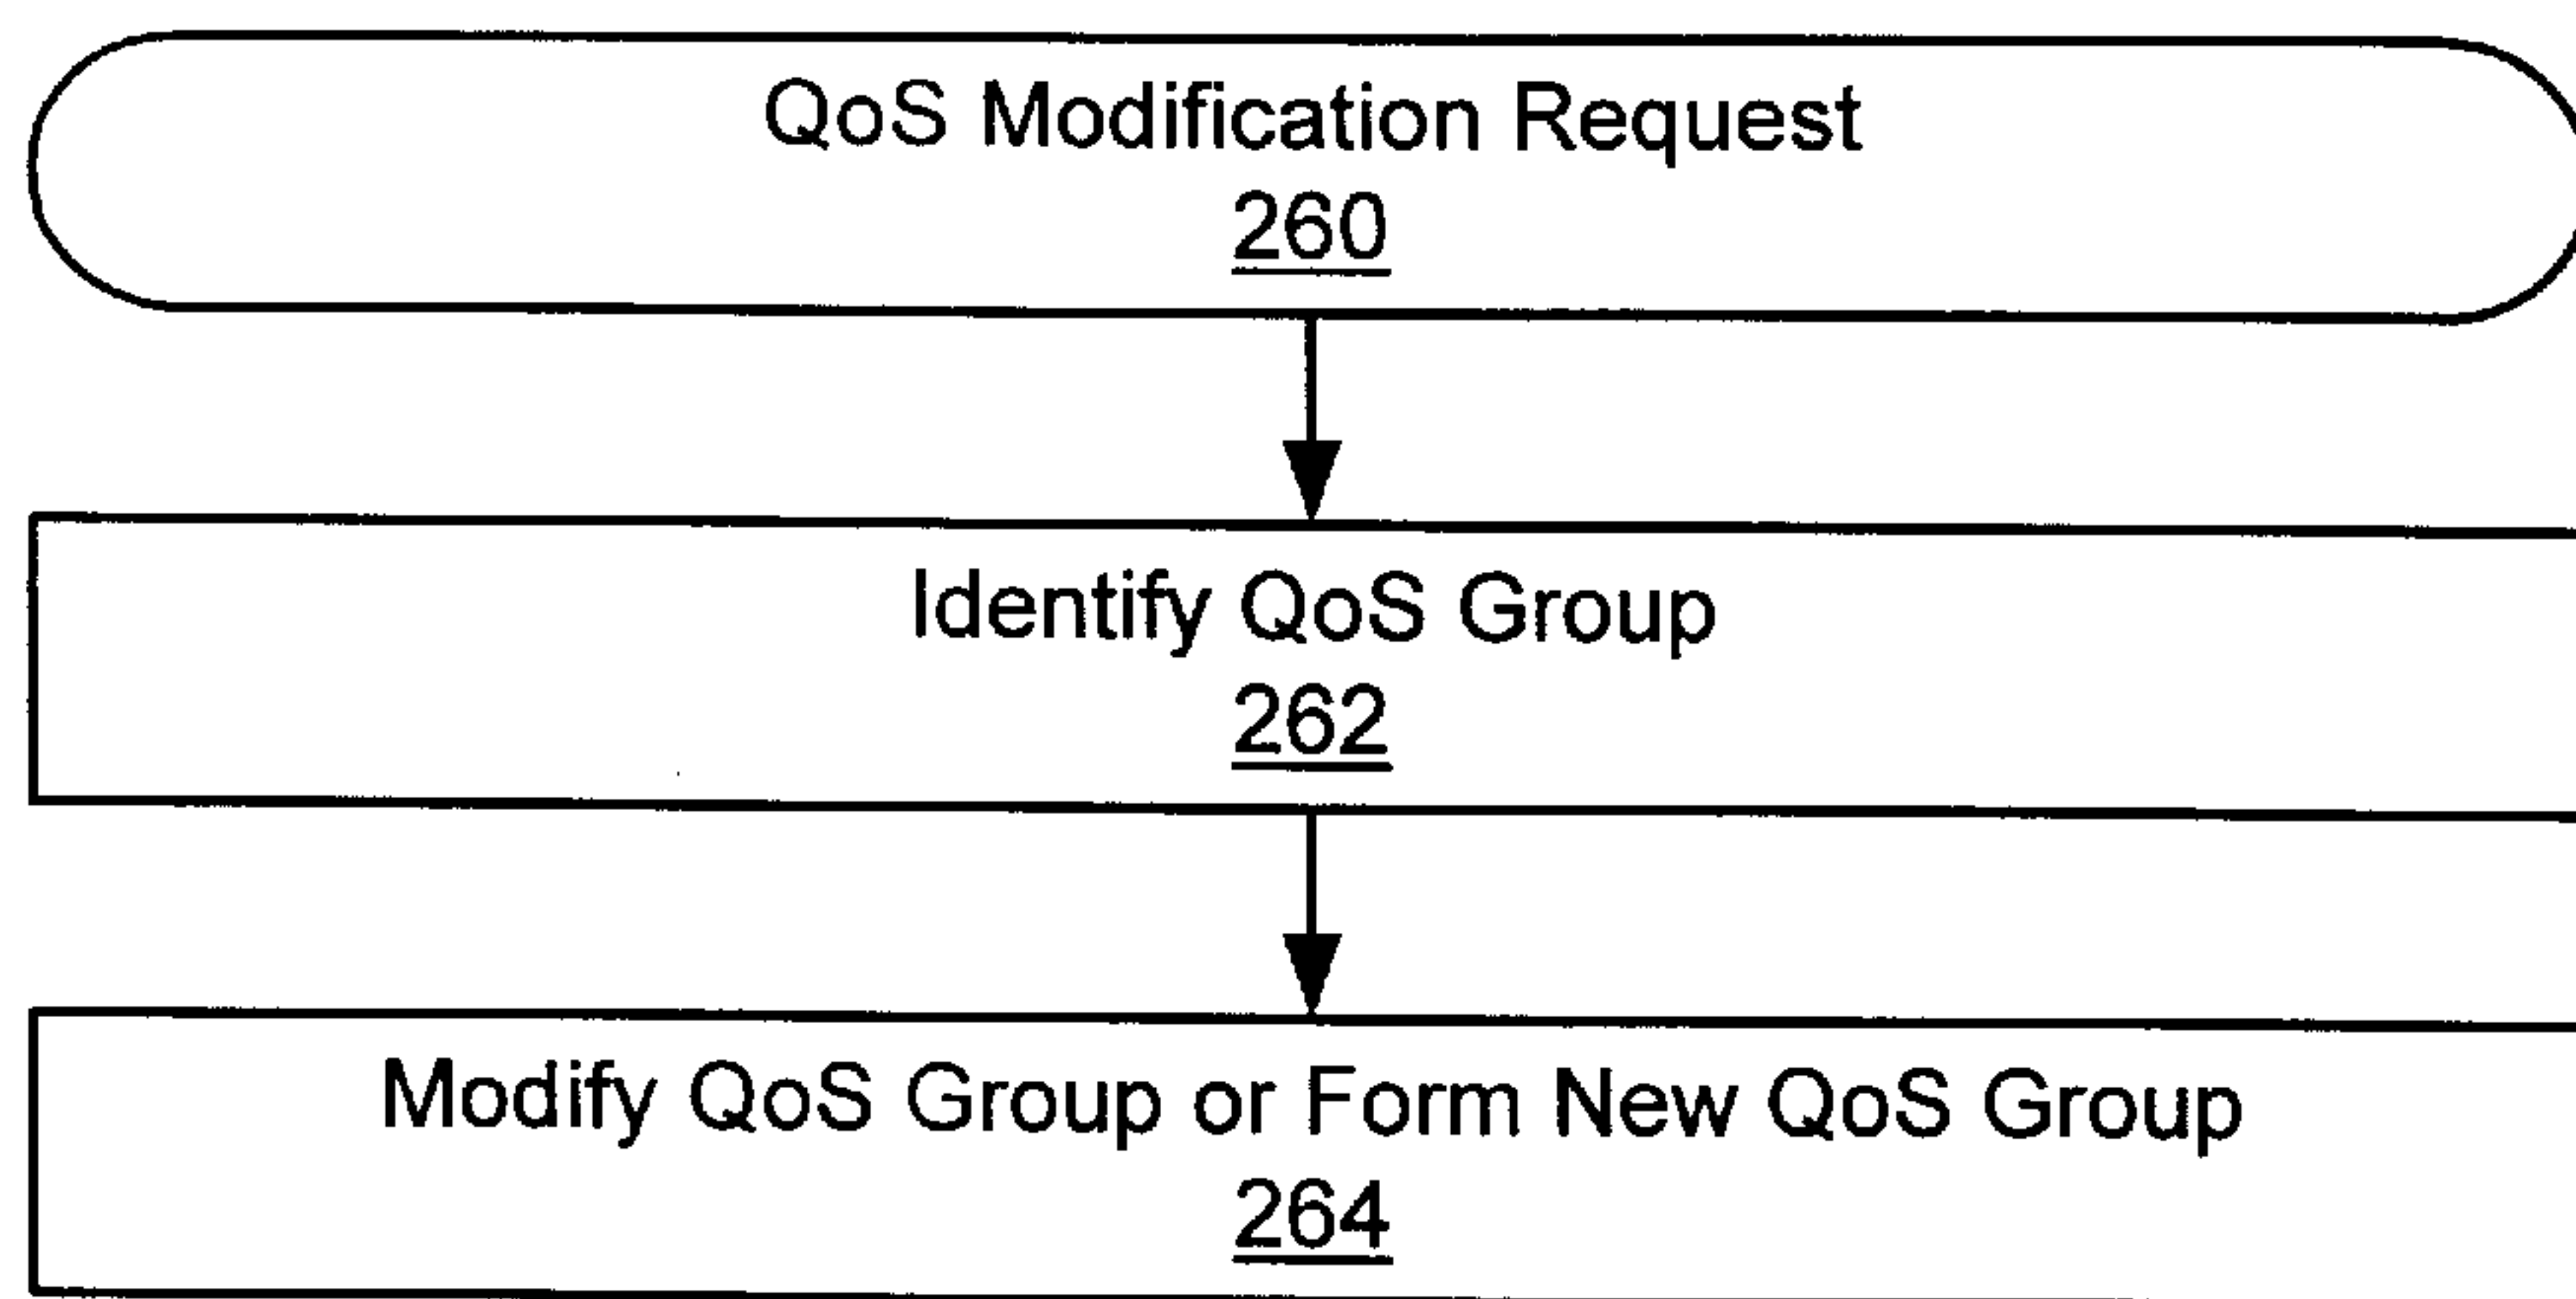 QoS Modification Request
260
Identify QoS Group
262
Modify QoS Group or Form New QoS Group
264